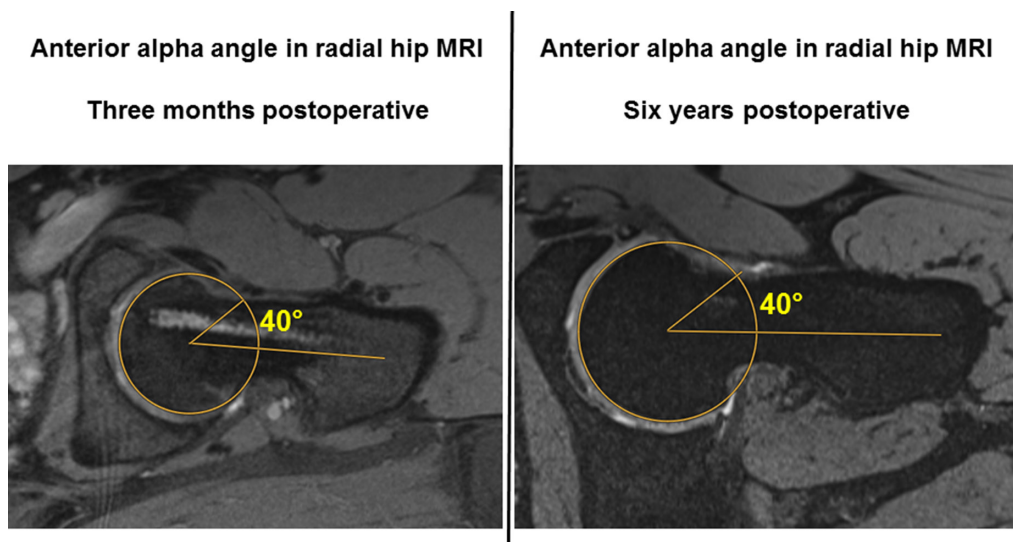 Anterior alpha angle in radial hip MRI
Three months postoperative
40°
Anterior alpha angle in radial hip MRI
Six years postoperative
40°